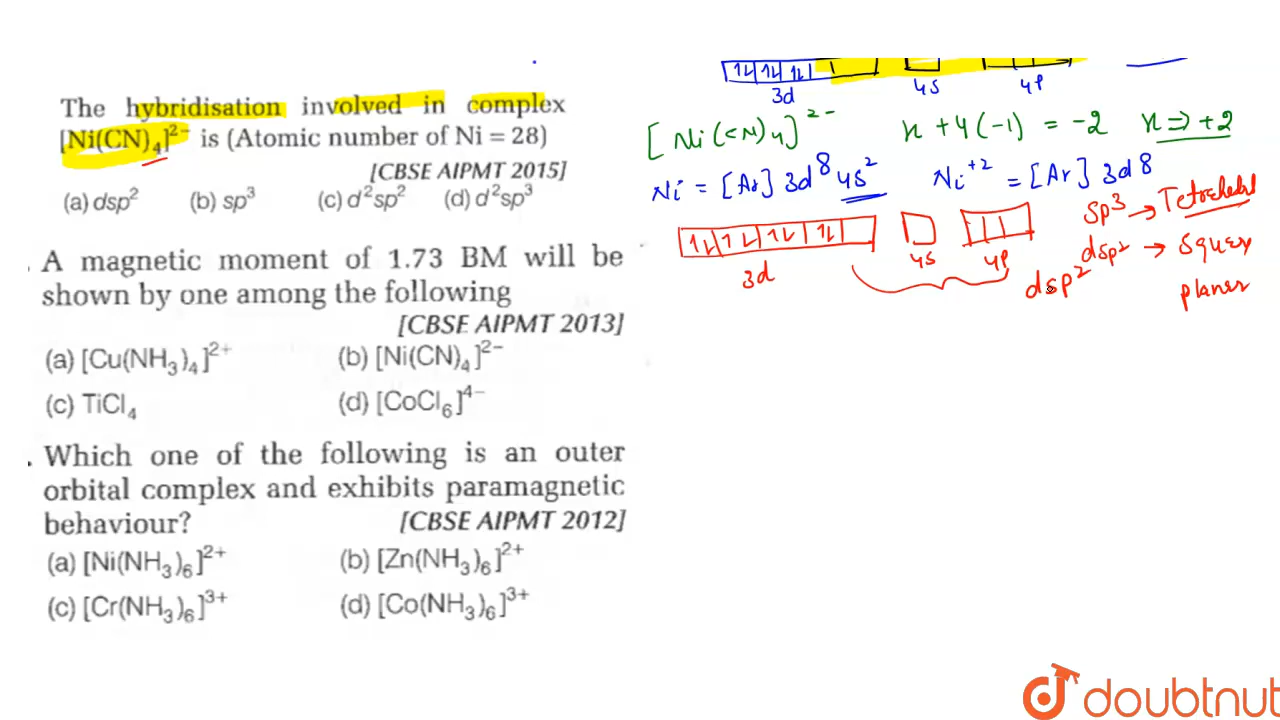 The hybridisation involved in complex
[Ni(CN)₄]²⁻ is (Atomic number of Ni = 28)
[CBSE AIPMT 2015]
(a) dsp² (b) sp³ (c) d²sp² (d) d²sp³
. A magnetic moment of 1.73 BM will be
shown by one among the following
[CBSE AIPMT 2013]
(a) [Cu(NH₃)₄]²⁺ (b) [Ni(CN)₄]²⁻
(c) TiCl₄ (d) [CoCl₆]⁴⁻
. Which one of the following is an outer
orbital complex and exhibits paramagnetic
behaviour? [CBSE AIPMT 2012]
(a) [Ni(NH₃)₆]²⁺ (b) [Zn(NH₃)₆]²⁺
(c) [Cr(NH₃)₆]³⁺ (d) [Co(NH₃)₆]³⁺
⥮ ⥮ ⥮
3d 4s 4p
[Ni(CN)₄]²⁻ x + 4(-1) = -2 x ⇒ +2
Ni = [Ar] 3d⁸ 4s² Ni⁺² = [Ar] 3d8
⥮ ⥮ ⥮ ⥮
3d 4s 4p
dsp²
sp³ → Tetrahedral
dsp² → Squer
planer
doubtnut